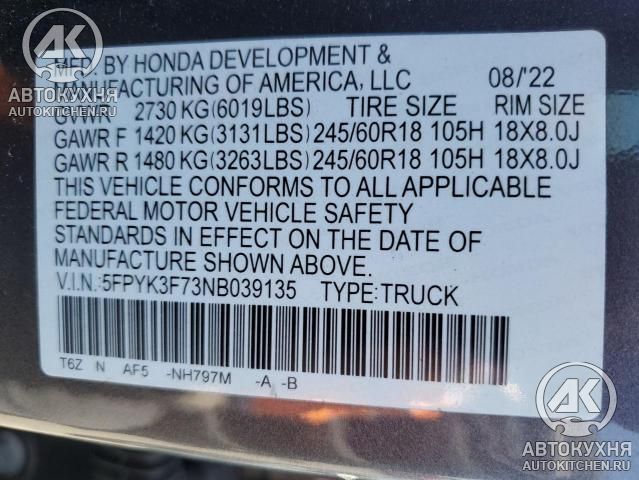 MFD. BY HONDA DEVELOPMENT &
MANUFACTURING OF AMERICA, LLC 08/'22
2730 KG(6019LBS) TIRE SIZE RIM SIZE
GAWR F 1420 KG(3131LBS)245/60R18 105H 18X8.0J
GAWR R 1480 KG(3263LBS)245/60R18 105H 18X8.0J
THIS VEHICLE CONFORMS TO ALL APPLICABLE
FEDERAL MOTOR VEHICLE SAFETY
STANDARDS IN EFFECT ON THE DATE OF
MANUFACTURE SHOWN ABOVE.
V.I.N.:5FPYK3F73NB039135 TYPE:TRUCK
T6Z N AF5 -NH797M -A -B
АК
АВТОКУХНЯ
AUTOKITCHEN.RU
АК
АВТОКУХНЯ
AUTOKITCHEN.RU